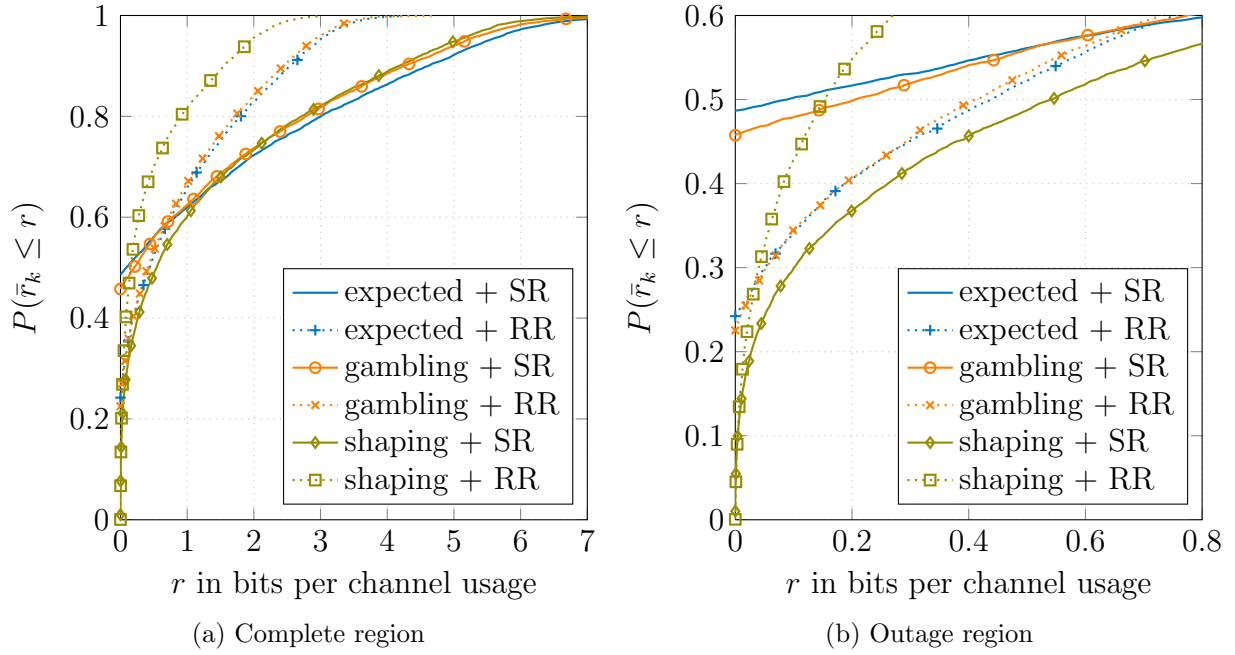 1
0.8
0.6
0.4
0.2
0
0 1 2 3 4 5 6 7
P(r̄ₖ ≤ r)
r in bits per channel usage
expected + SR
expected + RR
gambling + SR
gambling + RR
shaping + SR
shaping + RR
(a) Complete region
0.6
0.5
0.4
0.3
0.2
0.1
0
0 0.2 0.4 0.6 0.8
P(r̄ₖ ≤ r)
r in bits per channel usage
expected + SR
expected + RR
gambling + SR
gambling + RR
shaping + SR
shaping + RR
(b) Outage region